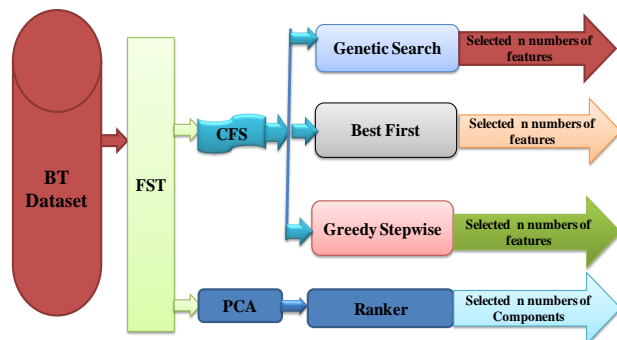 BT
Dataset
FST
CFS
Genetic Search
Selected n numbers of
features
Best First
Selected n numbers of
features
Greedy Stepwise
Selected n numbers of
features
PCA
Ranker
Selected n numbers of
Components